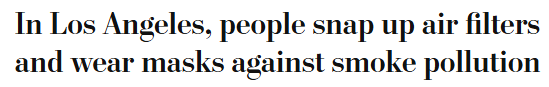 In Los Angeles, people snap up air filters
and wear masks against smoke pollution